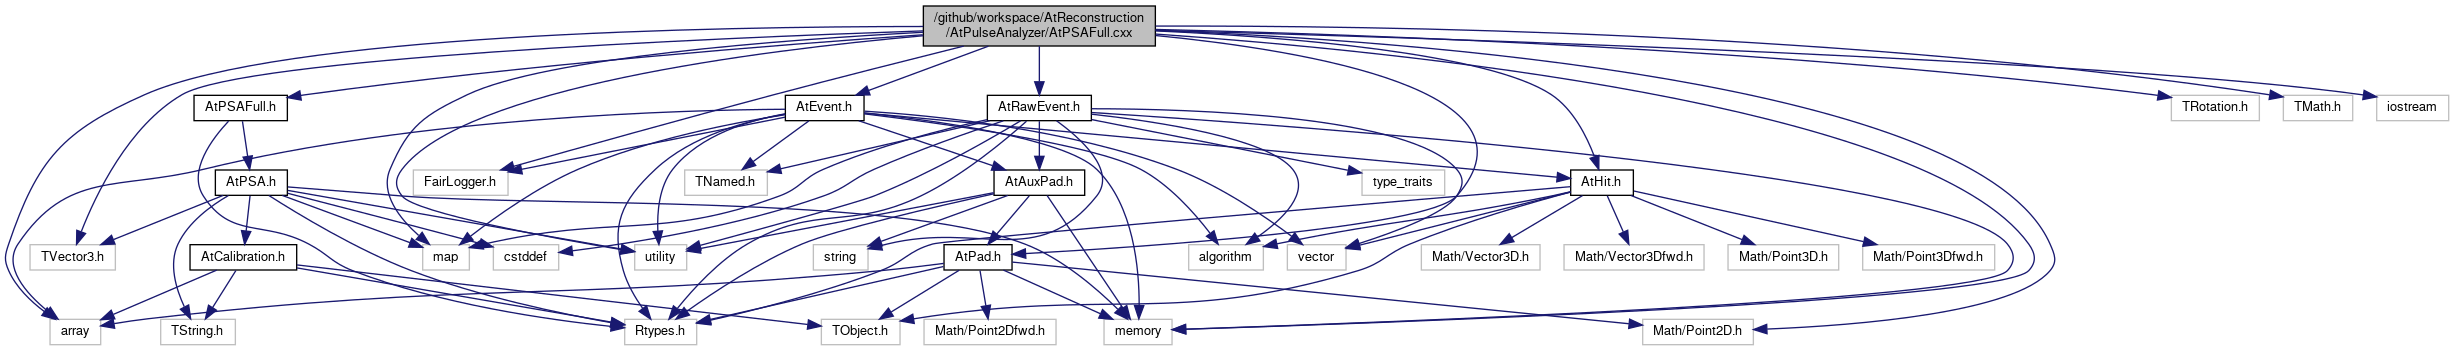 /github/workspace/AtReconstruction
/AtPulseAnalyzer/AtPSAFull.cxx
AtPSAFull.h
AtEvent.h
AtRawEvent.h
TRotation.h
TMath.h
iostream
AtPSA.h
FairLogger.h
TNamed.h
AtAuxPad.h
type_traits
AtHit.h
TVector3.h
AtCalibration.h
map
cstddef
utility
string
AtPad.h
algorithm
vector
Math/Vector3D.h
Math/Vector3Dfwd.h
Math/Point3D.h
Math/Point3Dfwd.h
array
TString.h
Rtypes.h
TObject.h
Math/Point2Dfwd.h
memory
Math/Point2D.h